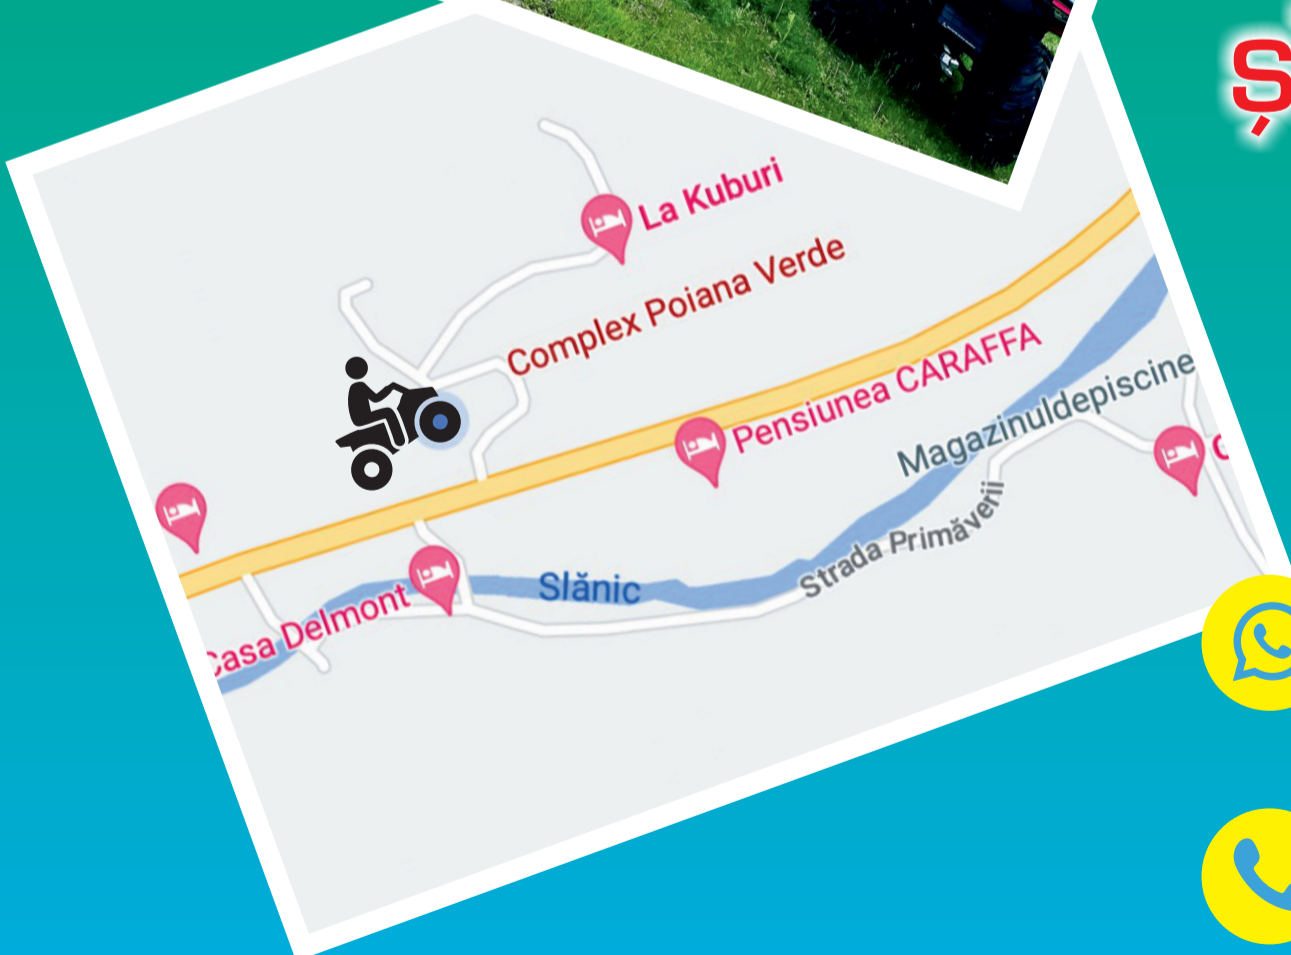 Ș
La Kuburi
Complex Poiana Verde
Pensiunea CARAFFA
Magazinuldepiscine
Strada Primăverii
Slănic
Casa Delmont